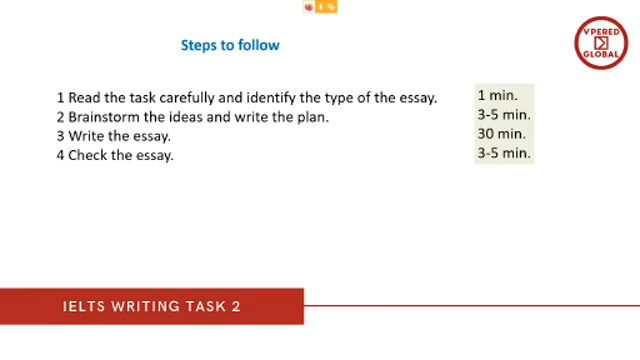 Steps to follow
VPERED
GLOBAL
1 Read the task carefully and identify the type of the essay. 1 min.
2 Brainstorm the ideas and write the plan. 3-5 min.
3 Write the essay. 30 min.
4 Check the essay. 3-5 min.
IELTS WRITING TASK 2